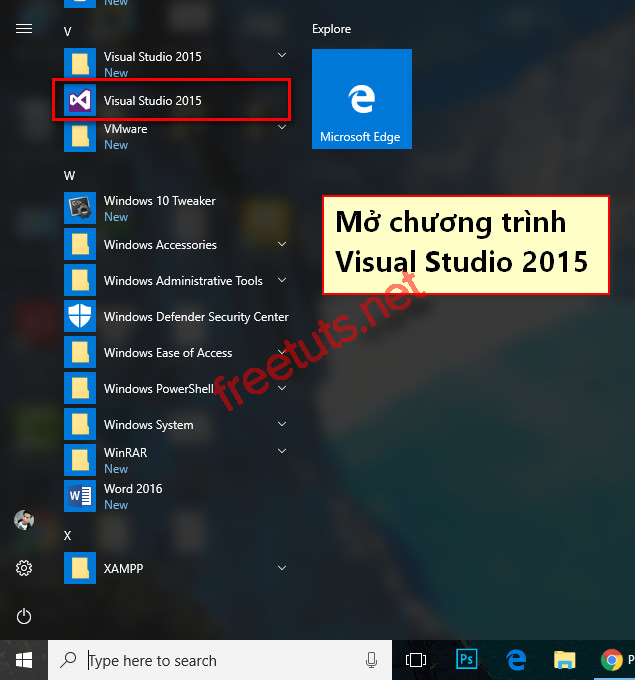 New
V
Visual Studio 2015
New
Visual Studio 2015
VMware
New
W
Windows 10 Tweaker
New
Windows Accessories
Windows Administrative Tools
Windows Defender Security Center
Windows Ease of Access
Windows PowerShell
Windows System
WinRAR
New
Word 2016
New
X
XAMPP
Explore
Microsoft Edge
Mở chương trình
Visual Studio 2015
freetuts.net
Type here to search
Ps
P